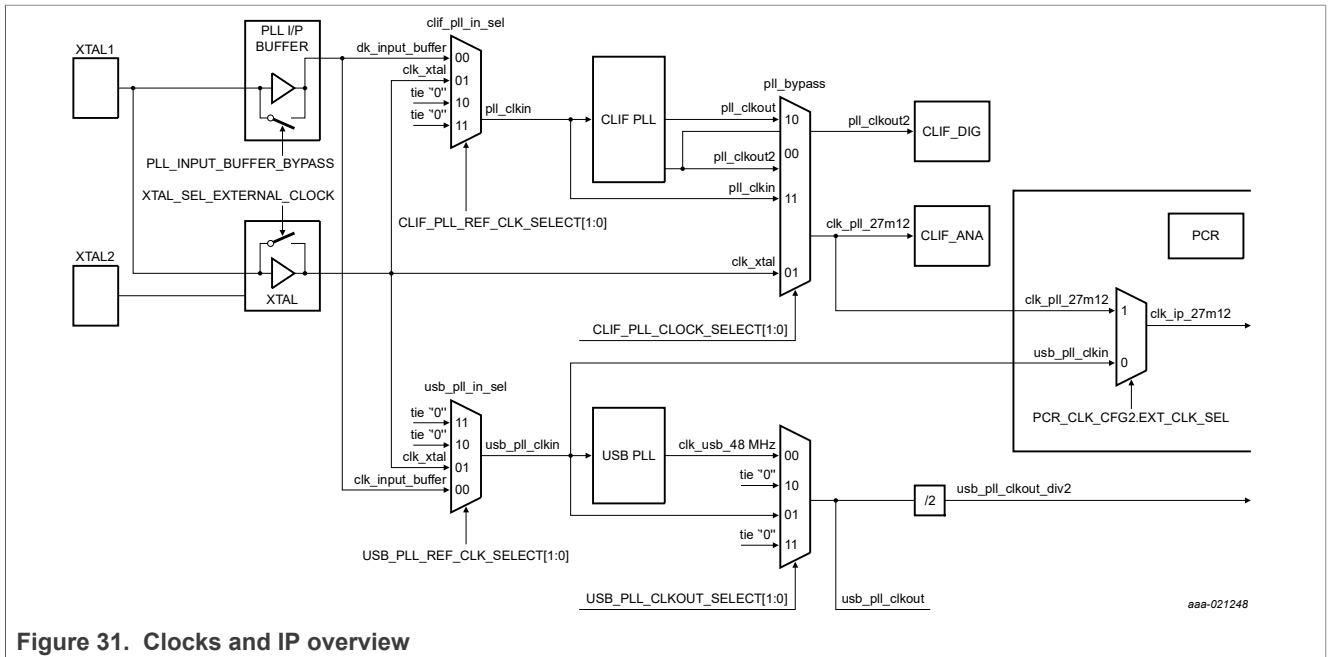 XTAL1
PLL I/P
BUFFER
PLL_INPUT_BUFFER_BYPASS
XTAL_SEL_EXTERNAL_CLOCK
XTAL2
XTAL
clif_pll_in_sel
dk_input_buffer
00
clk_xtal
01
tie `'0''
10
tie `'0''
11
pll_clkin
CLIF_PLL_REF_CLK_SELECT[1:0]
CLIF PLL
pll_bypass
pll_clkout
10
00
pll_clkout2
pll_clkin
11
clk_xtal
01
CLIF_PLL_CLOCK_SELECT[1:0]
pll_clkout2
CLIF_DIG
clk_pll_27m12
CLIF_ANA
PCR
clk_pll_27m12
1
clk_ip_27m12
usb_pll_clkin
0
PCR_CLK_CFG2.EXT_CLK_SEL
usb_pll_in_sel
tie `'0''
11
tie `'0''
10
clk_xtal
01
clk_input_buffer
00
usb_pll_clkin
USB_PLL_REF_CLK_SELECT[1:0]
USB PLL
clk_usb_48 MHz
00
tie `'0''
10
01
tie `'0''
11
USB_PLL_CLKOUT_SELECT[1:0]
/2
usb_pll_clkout_div2
usb_pll_clkout
aaa-021248
Figure 31. Clocks and IP overview